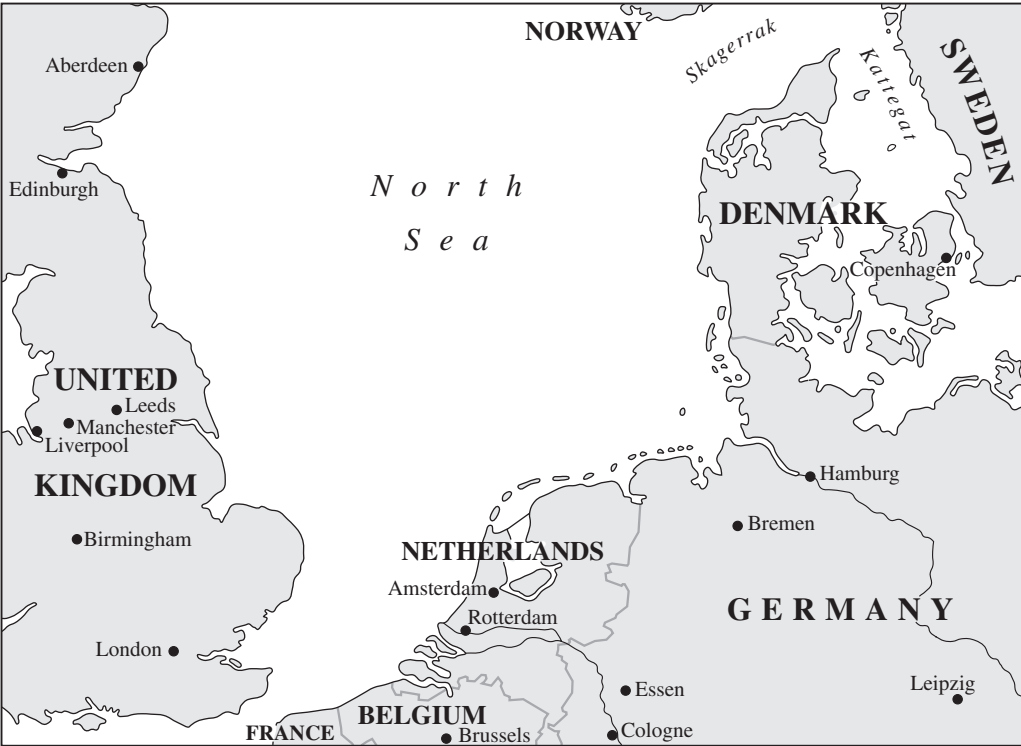 NORWAY
Skagerrak
Kattegat
SWEDEN
Aberdeen
Edinburgh
North
Sea
DENMARK
Copenhagen
UNITED
Leeds
Manchester
Liverpool
KINGDOM
Hamburg
Bremen
Birmingham
NETHERLANDS
Amsterdam
Rotterdam
GERMANY
London
Essen
Leipzig
BELGIUM
FRANCE
Brussels
Cologne